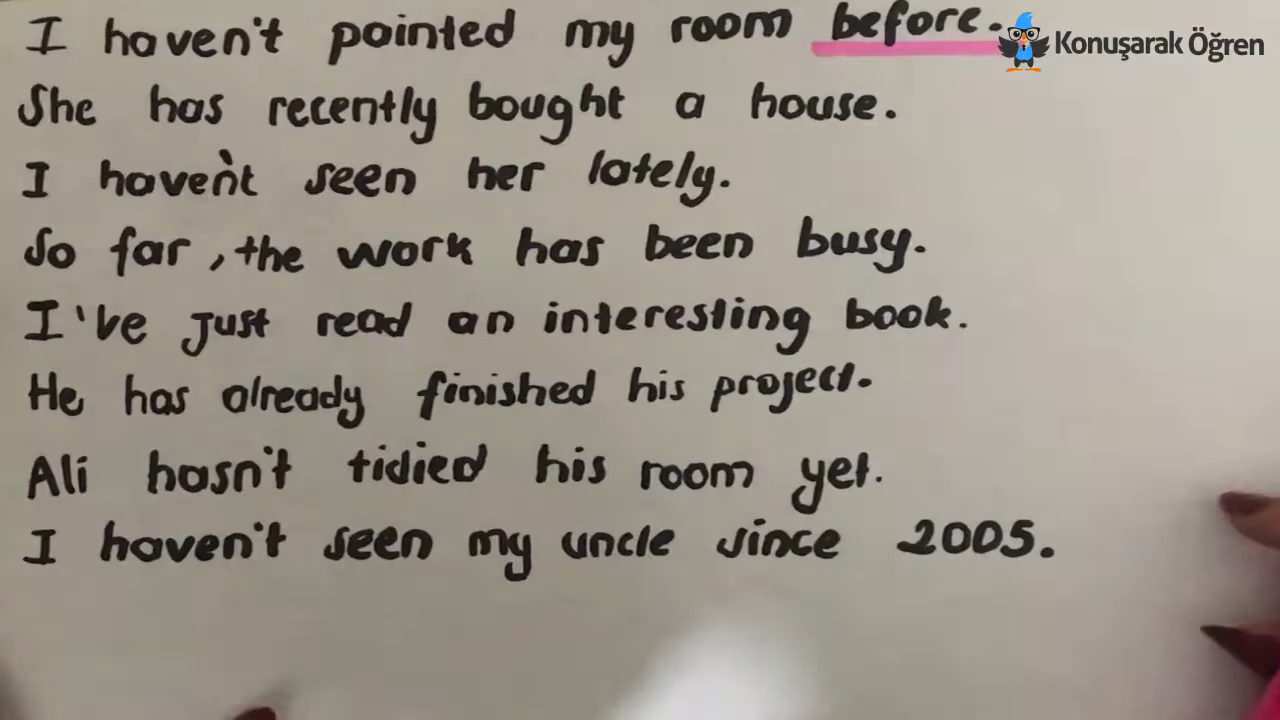 I haven't painted my room before.
Konuşarak Öğren
She has recently bought a house.
I haven't seen her lately.
So far, the work has been busy.
I've just read an interesting book.
He has already finished his project.
Ali hasn't tidied his room yet.
I haven't seen my uncle since 2005.